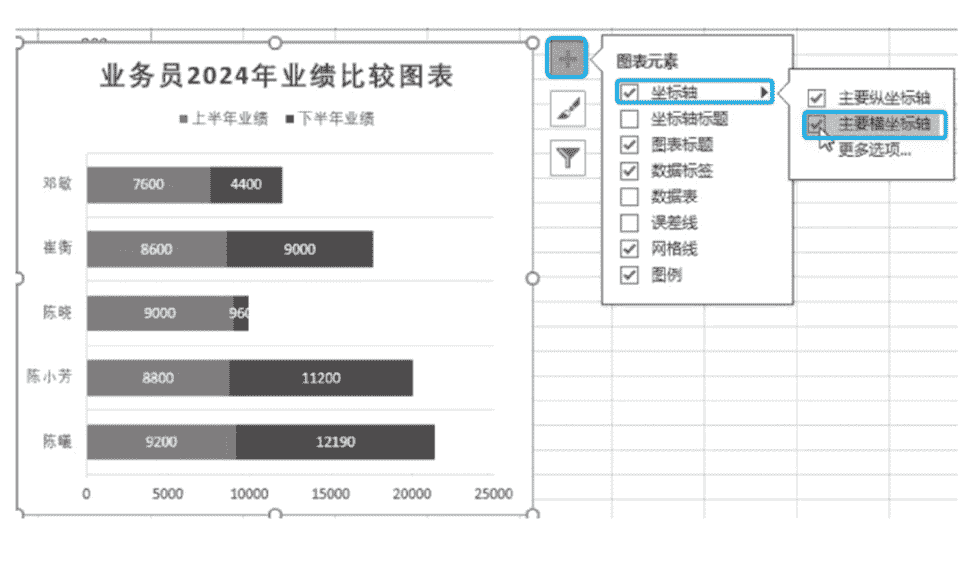 业务员2024年业绩比较图表
■上半年业绩 ■下半年业绩
邓敏 7600 4400
崔衡 8600 9000
陈晓 9000 960
陈小芳 8800 11200
陈曦 9200 12190
0 5000 10000 15000 20000 25000
图表元素
坐标轴
坐标轴标题
图表标题
数据标签
数据表
误差线
网格线
图例
主要纵坐标轴
主要横坐标轴
更多选项...